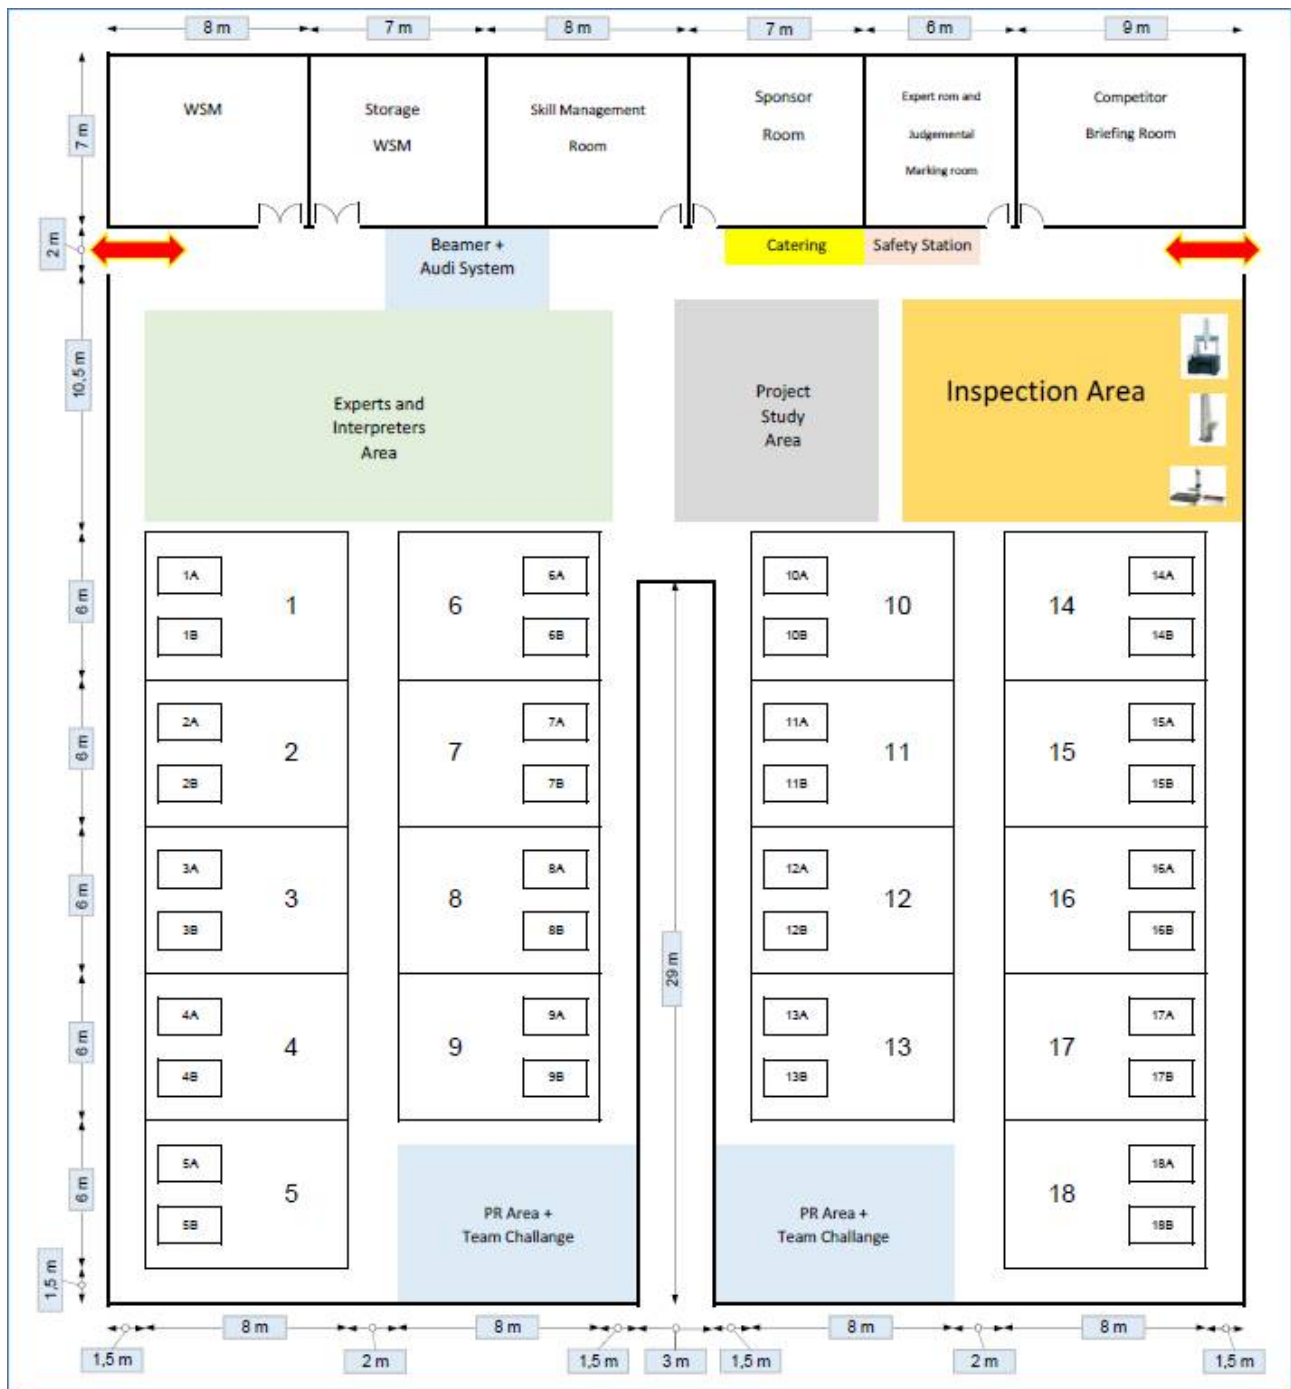 8 m
7 m
8 m
7 m
6 m
9 m
7 m
WSM
Storage
WSM
Skill Management
Room
Sponsor
Room
Expert rom and
Judgemental
Marking room
Competitor
Briefing Room
2 m
Beamer +
Audi System
Catering
Safety Station
10,5 m
Experts and
Interpreters
Area
Project
Study
Area
Inspection Area
6 m
1A
1B
1
6
6A
6B
10A
10B
10
14
14A
14B
6 m
2A
2B
2
7
7A
7B
11A
11B
11
15
15A
15B
6 m
3A
3B
3
8
8A
8B
12A
12B
12
16
16A
16B
29 m
6 m
4A
4B
4
9
9A
9B
13A
13B
13
17
17A
17B
6 m
5A
5B
5
PR Area +
Team Challange
PR Area +
Team Challange
18
18A
18B
1,5 m
8 m
8 m
8 m
8 m
1,5 m
2 m
1,5 m
3 m
1,5 m
2 m
1,5 m